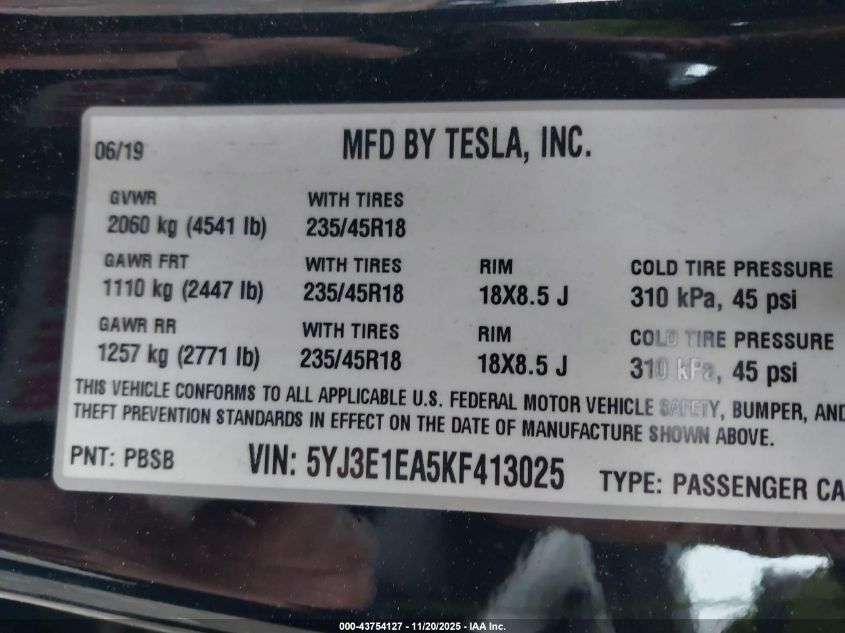 06/19 MFD BY TESLA, INC.
GVWR WITH TIRES
2060 kg (4541 lb) 235/45R18
GAWR FRT WITH TIRES RIM COLD TIRE PRESSURE
1110 kg (2447 lb) 235/45R18 18X8.5 J 310 kPa, 45 psi
GAWR RR WITH TIRES RIM COLD TIRE PRESSURE
1257 kg (2771 lb) 235/45R18 18X8.5 J 310 kPa, 45 psi
THIS VEHICLE CONFORMS TO ALL APPLICABLE U.S. FEDERAL MOTOR VEHICLE SAFETY, BUMPER, AND
THEFT PREVENTION STANDARDS IN EFFECT ON THE DATE OF MANUFACTURE SHOWN ABOVE.
PNT: PBSB VIN: 5YJ3E1EA5KF413025 TYPE: PASSENGER CA
000-43754127 - 11/20/2025 - IAA Inc.